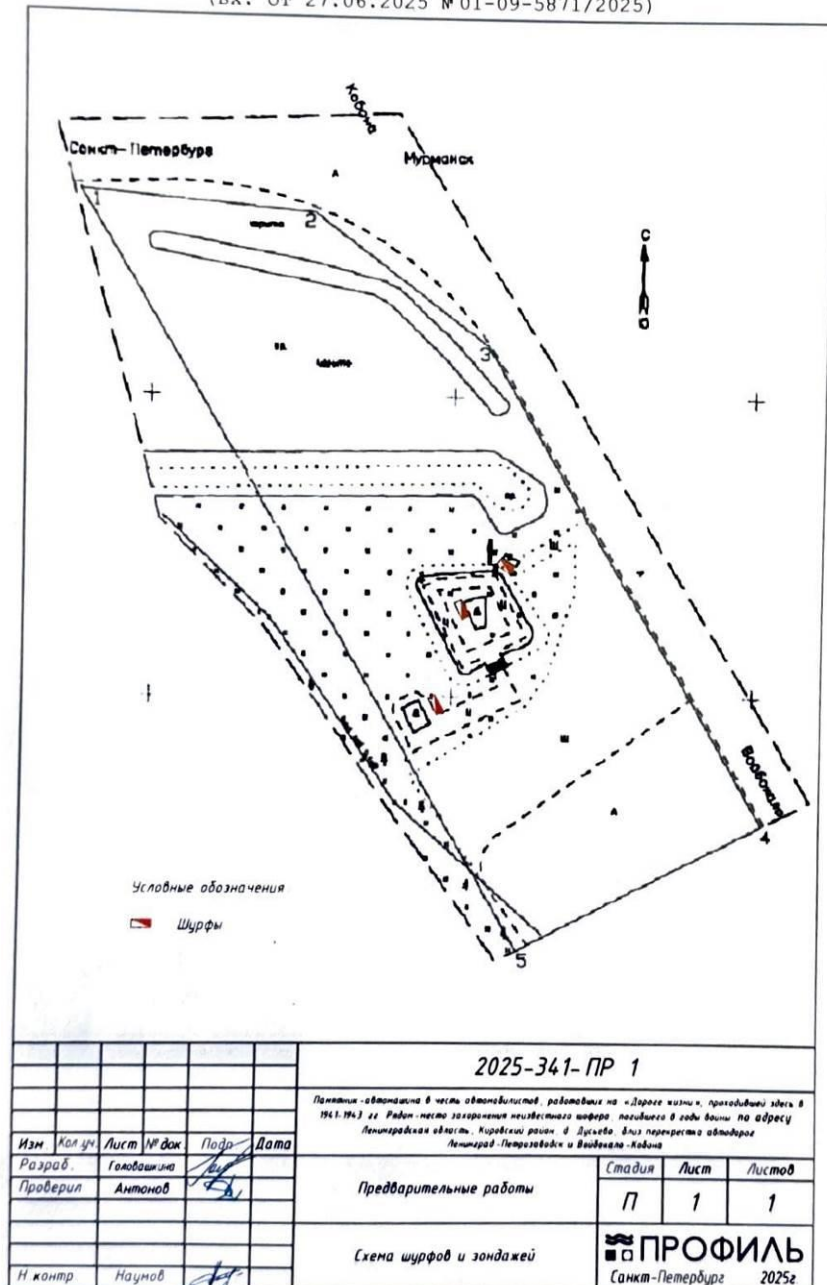 (Вх. от 27.06.2025 № 01-09-5871/2025)
Кобона
Санкт-Петербург
Мурманск
А
1
2
3
С
Ю
Войбокало
А
4
5
Условные обозначения
Шурфы
2025-341-ПР 1
Памятник-автомашина в честь автомобилистов, работавших на «Дороге жизни», проходившей здесь в
1941-1943 гг Рядом-место захоронения неизвестного шофера, погибшего в годы войны по адресу
Ленинградская область, Кировский район, д Дусьево, близ перекрестка автодорог
Ленинград-Петрозаводск и Войбокало-Кобона
Изм Кол.уч Лист № док Подр Дата
Разраб. Головашкина
Проверил Антонов
Предварительные работы
Стадия Лист Листов
П 1 1
Схема шурфов и зондажей
ПРОФИЛЬ
Н контр Наумов
Санкт-Петербург 2025г